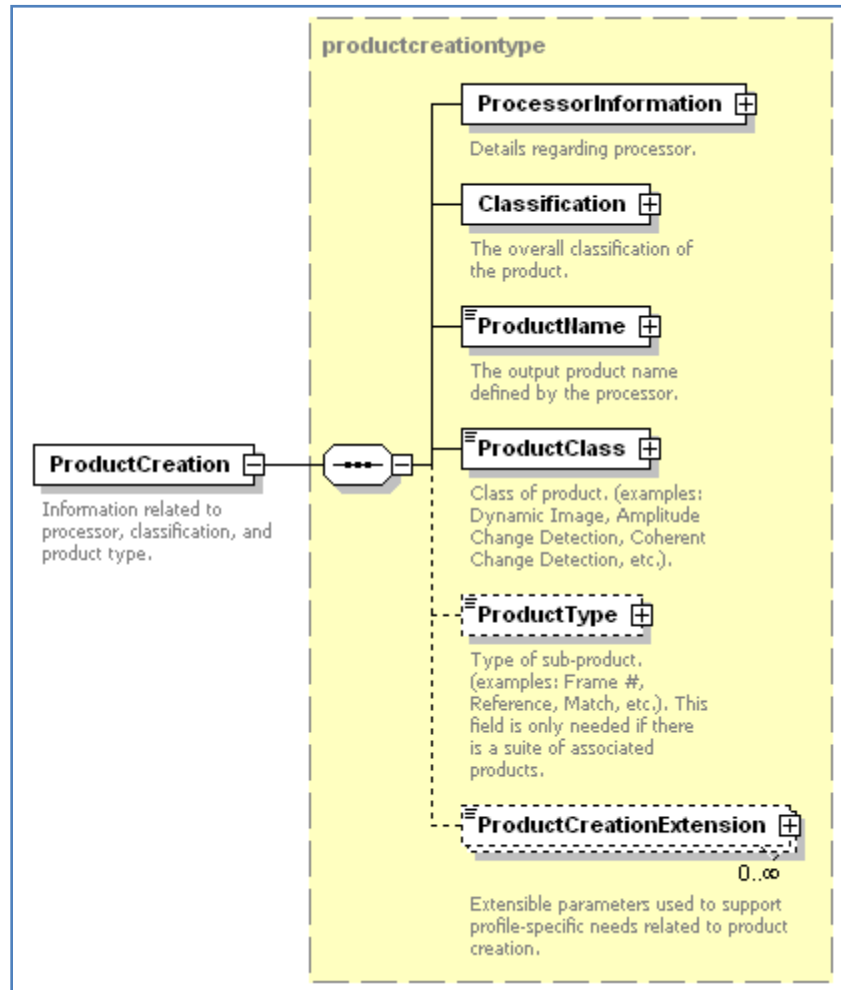 productcreationtype
ProcessorInformation
Details regarding processor.
Classification
The overall classification of
the product.
ProductName
The output product name
defined by the processor.
ProductCreation
Information related to
processor, classification, and
product type.
ProductClass
Class of product. (examples:
Dynamic Image, Amplitude
Change Detection, Coherent
Change Detection, etc.).
ProductType
Type of sub-product.
(examples: Frame #,
Reference, Match, etc.). This
field is only needed if there
is a suite of associated
products.
ProductCreationExtension
0..∞
Extensible parameters used to support
profile-specific needs related to product
creation.